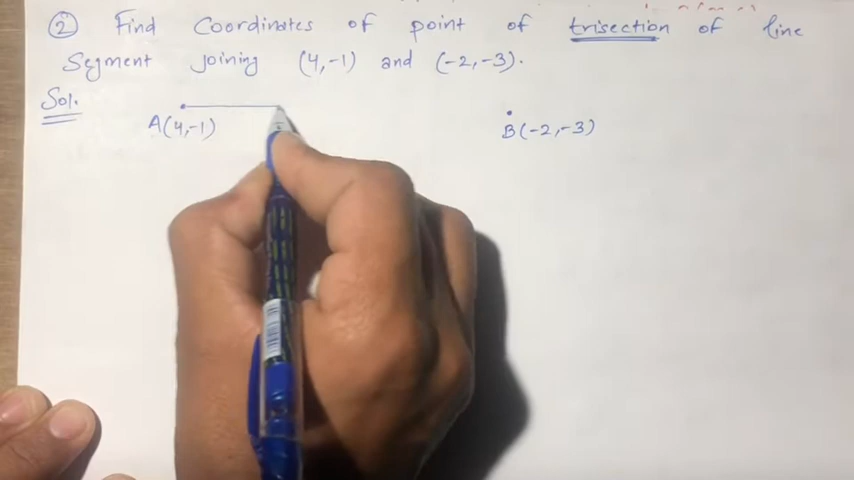 ② Find Coordinates of point of trisection of line
Segment joining (4,-1) and (-2,-3).
Sol.
A(4,-1) B(-2,-3)